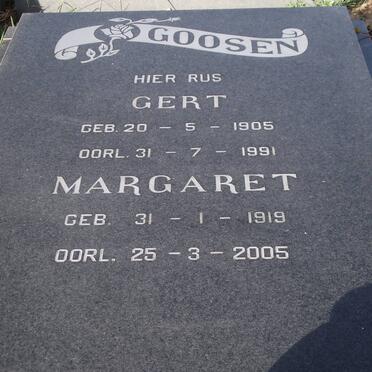 GOOSEN
HIER RUS
GERT
GEB. 20 - 5 - 1905
OORL. 31 - 7 - 1991
MARGARET
GEB. 31 - 1 - 1919
OORL. 25 - 3 - 2005